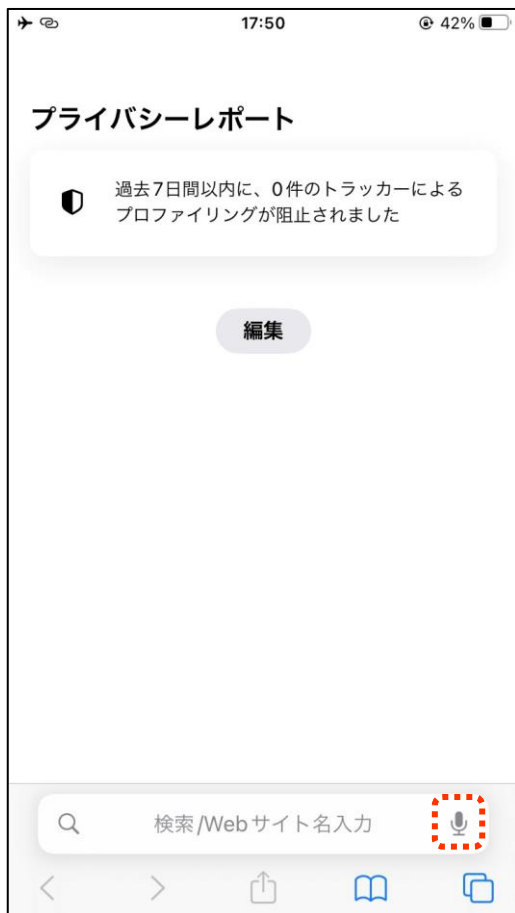 17:50
42%
プライバシーレポート
過去7日間以内に、0件のトラッカーによる
プロファイリングが阻止されました
編集
検索/Webサイト名入力